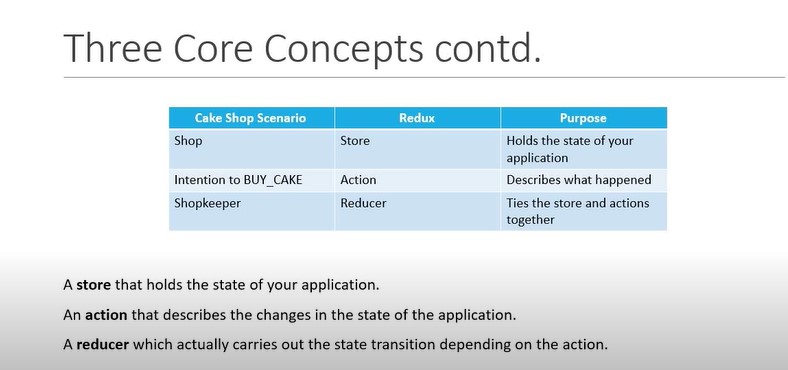 Three Core Concepts contd.
Cake Shop Scenario Redux Purpose
Shop Store Holds the state of your
application
Intention to BUY_CAKE Action Describes what happened
Shopkeeper Reducer Ties the store and actions
together
A store that holds the state of your application.
An action that describes the changes in the state of the application.
A reducer which actually carries out the state transition depending on the action.